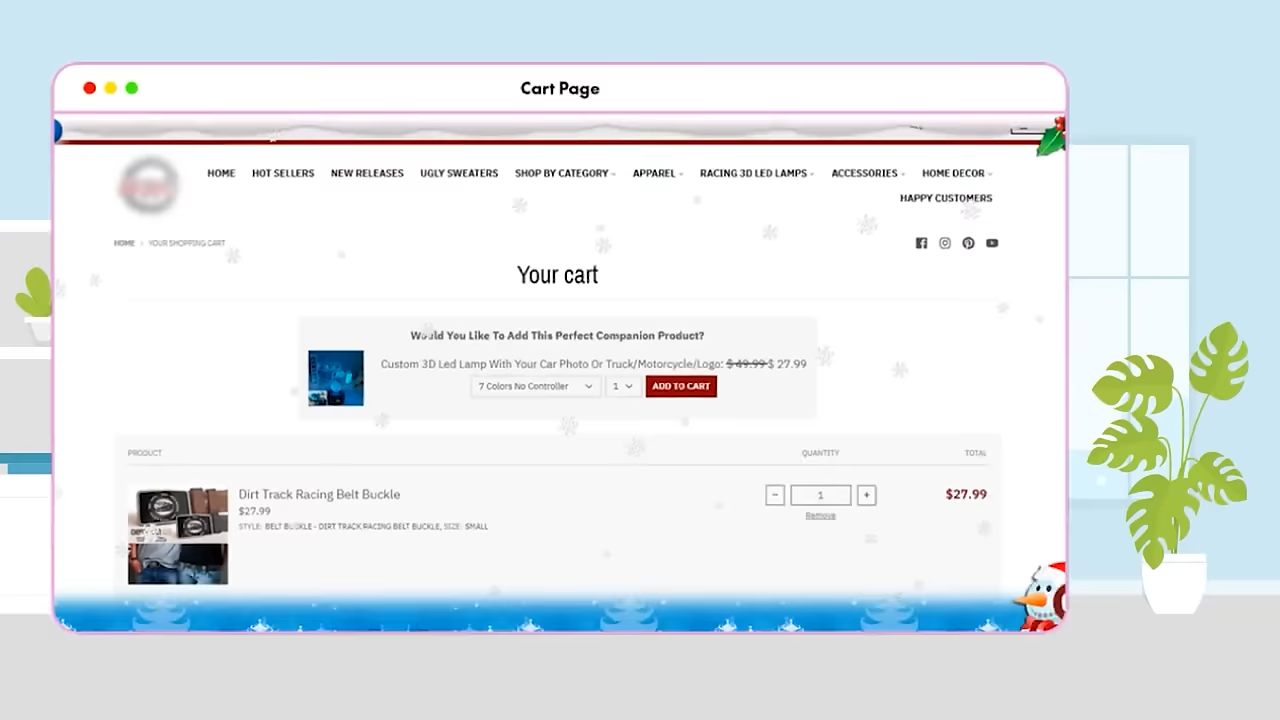 Cart Page
HOME HOT SELLERS NEW RELEASES UGLY SWEATERS SHOP BY CATEGORY APPAREL RACING 3D LED LAMPS ACCESSORIES HOME DECOR
HAPPY CUSTOMERS
HOME › YOUR SHOPPING CART
Your cart
Would You Like To Add This Perfect Companion Product?
Custom 3D Led Lamp With Your Car Photo Or Truck/Motorcycle/Logo: $ 49.99 $ 27.99
7 Colors No Controller 1 ADD TO CART
PRODUCT QUANTITY TOTAL
Dirt Track Racing Belt Buckle − 1 + $27.99
$27.99
Remove
STYLE: BELT BUCKLE - DIRT TRACK RACING BELT BUCKLE, SIZE: SMALL